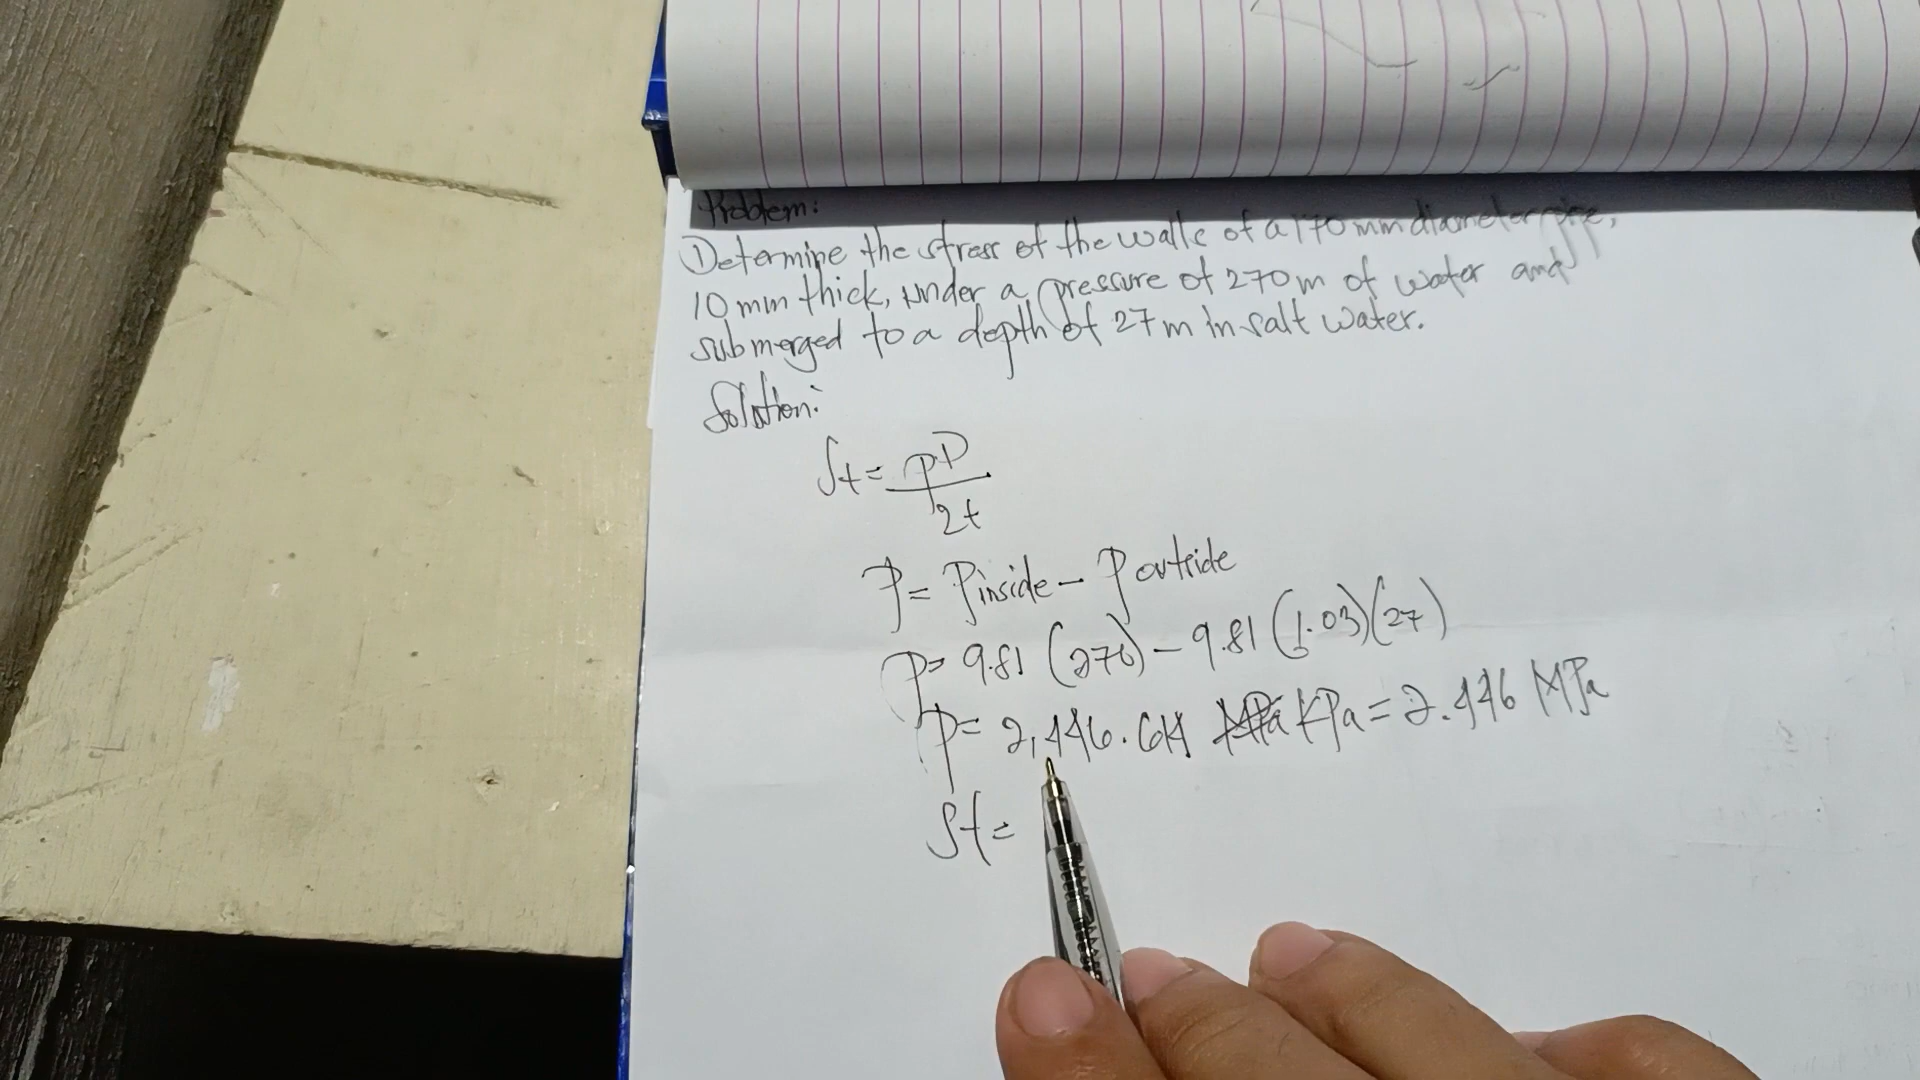 Problem:
① Determine the stress of the walls of a 170 mm diameter pipe,
10 mm thick, under a pressure of 270 m of water and
submerged to a depth of 27 m in salt water.
Solution:
St = pD / 2t
P = Pinside - Poutside
p = 9.81 (270) - 9.81 (1.03)(27)
p = 2,446. MPa KPa = 2.446 MPa
St =